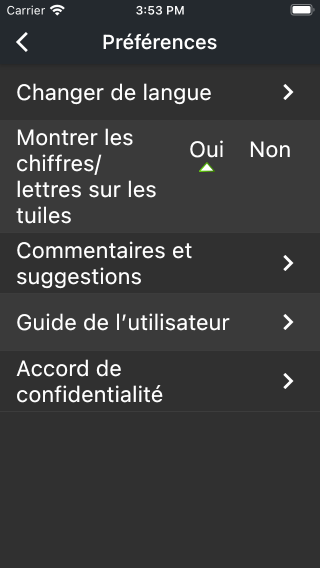 Carrier 3:53 PM
Préférences
Changer de langue
Montrer les
chiffres/
lettres sur les
tuiles
Oui Non
Commentaires et
suggestions
Guide de l’utilisateur
Accord de
confidentialité